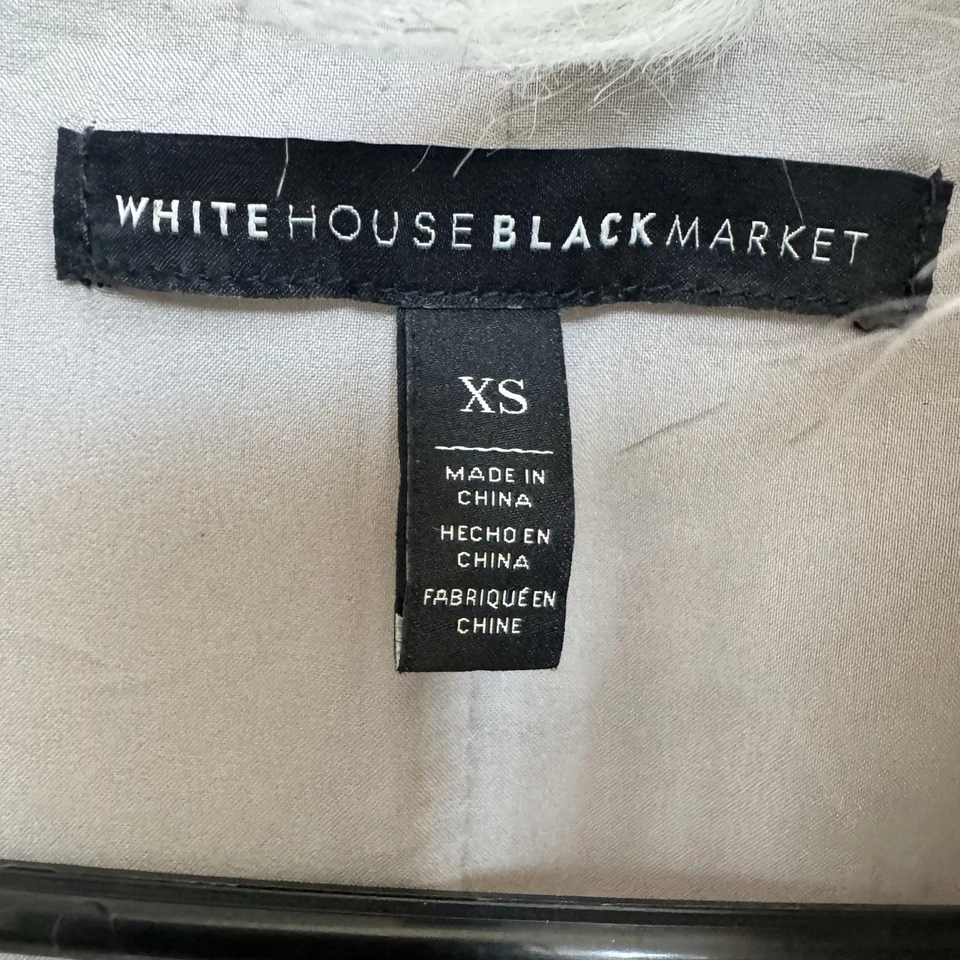 WHITE HOUSE BLACK MARKET
XS
MADE IN
CHINA
HECHO EN
CHINA
FABRIQUÉ EN
CHINE